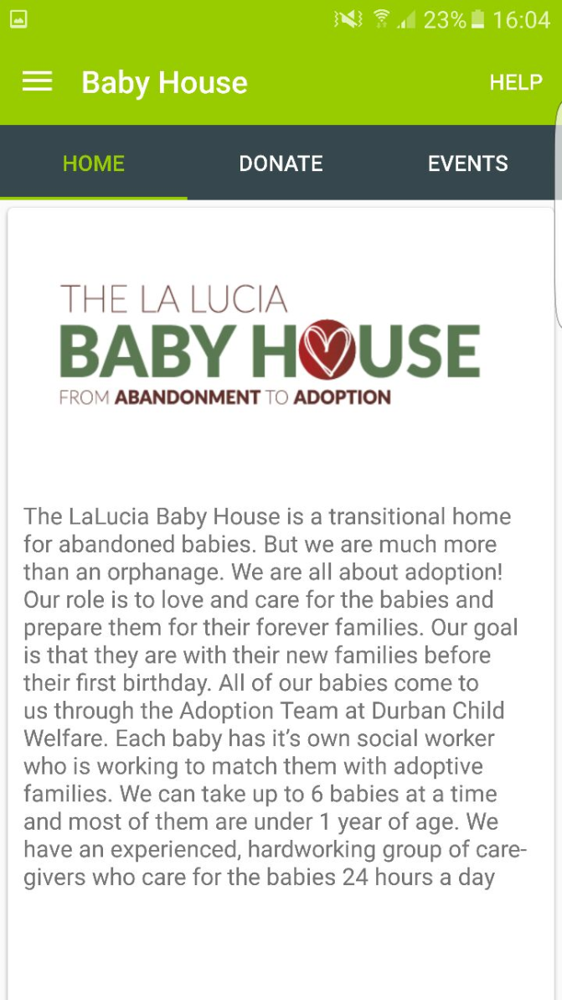 23% 16:04
Baby House HELP
HOME DONATE EVENTS
THE LA LUCIA
BABY HOUSE
FROM ABANDONMENT TO ADOPTION
The LaLucia Baby House is a transitional home
for abandoned babies. But we are much more
than an orphanage. We are all about adoption!
Our role is to love and care for the babies and
prepare them for their forever families. Our goal
is that they are with their new families before
their first birthday. All of our babies come to
us through the Adoption Team at Durban Child
Welfare. Each baby has it’s own social worker
who is working to match them with adoptive
families. We can take up to 6 babies at a time
and most of them are under 1 year of age. We
have an experienced, hardworking group of care-
givers who care for the babies 24 hours a day